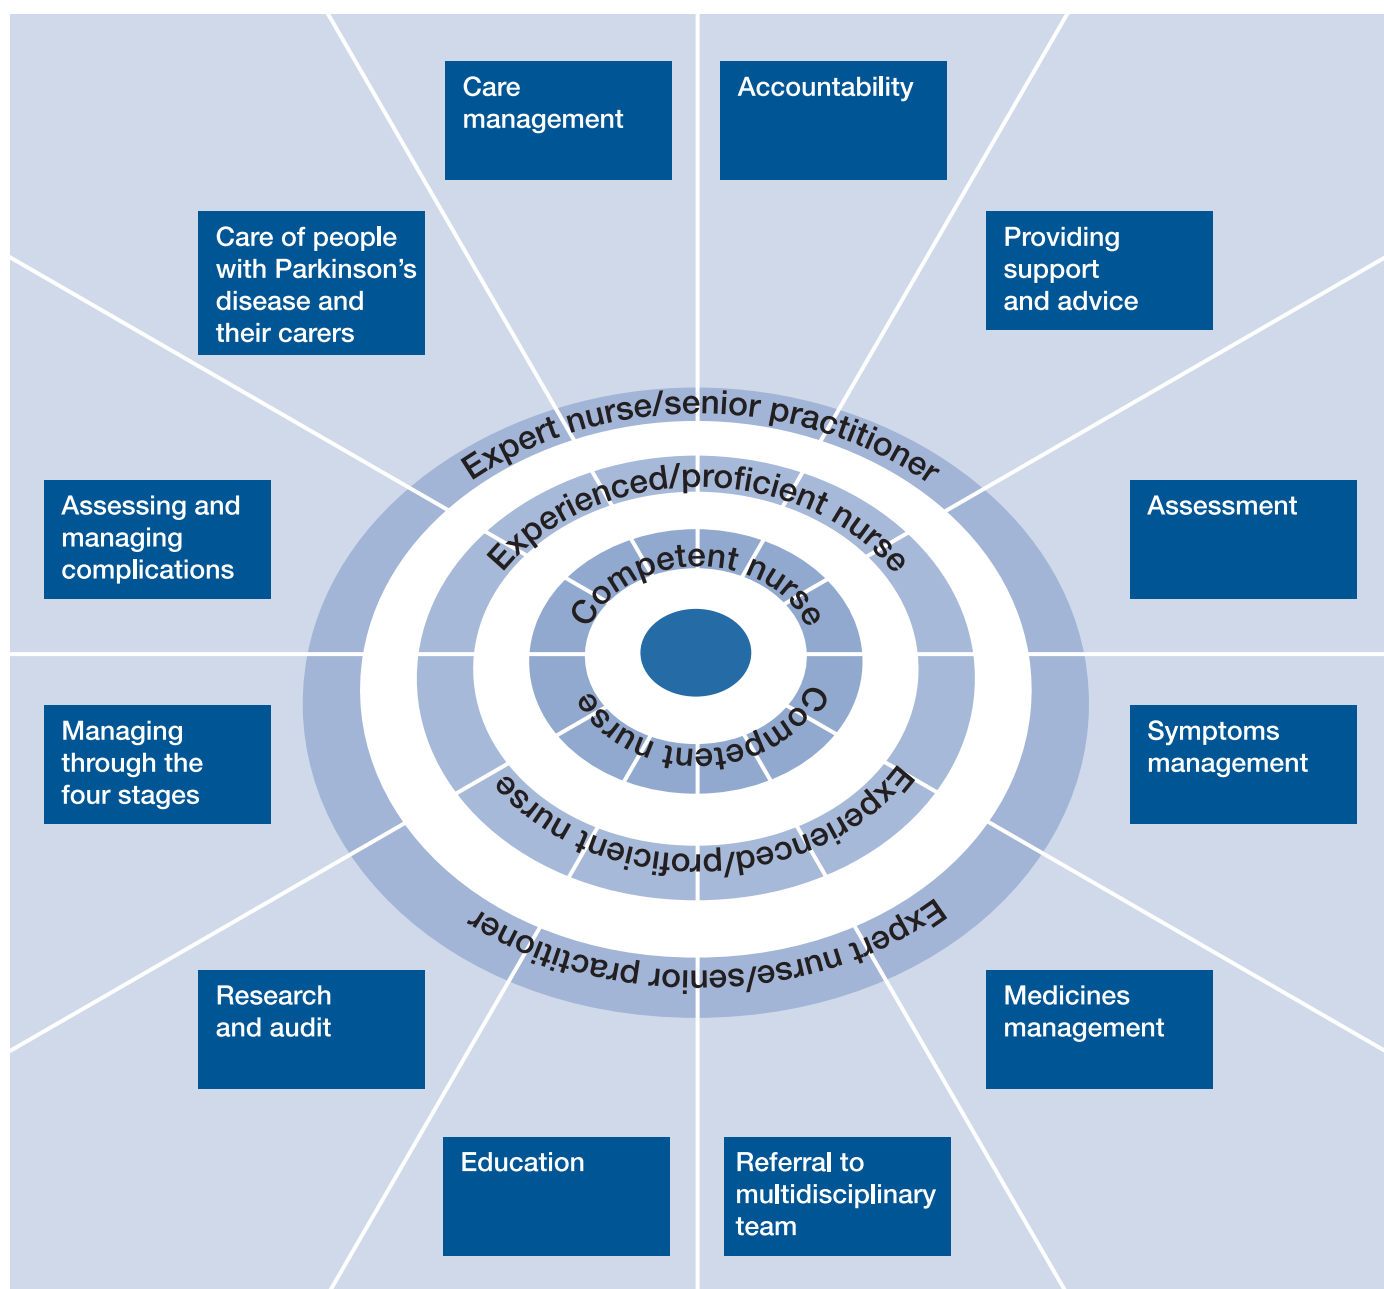 Care
management
Accountability
Care of people
with Parkinson's
disease and
their carers
Providing
support
and advice
Expert nurse/senior practitioner
Experienced/proficient nurse
Competent nurse
Assessing and
managing
complications
Assessment
Managing
through the
four stages
Symptoms
management
Competent nurse
Experienced/proficient nurse
Expert nurse/senior practitioner
Research
and audit
Medicines
management
Education
Referral to
multidisciplinary
team